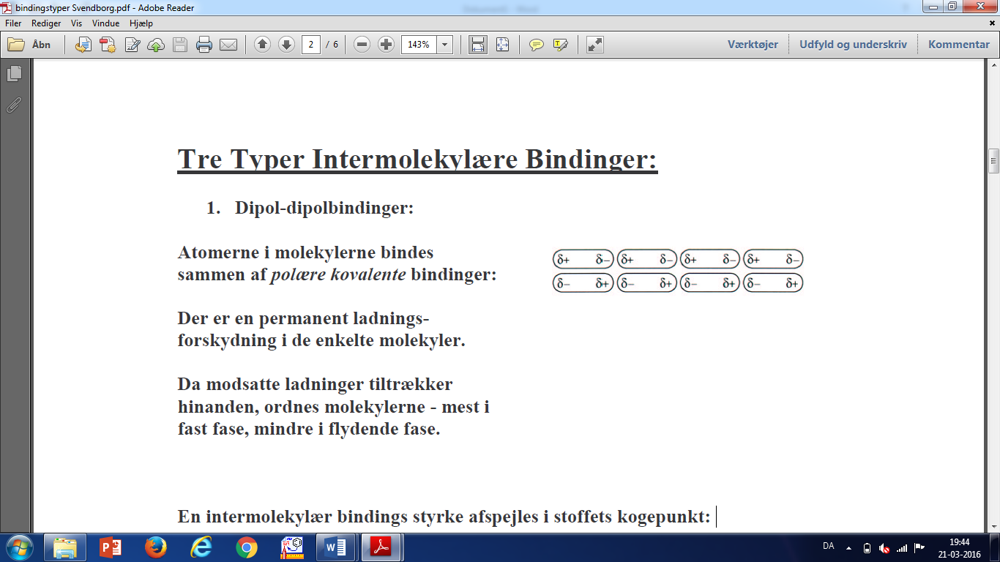 bindingstyper Svendborg.pdf - Adobe Reader
Filer Rediger Vis Vindue Hjælp
Åbn 2 / 6 143% Værktøjer Udfyld og underskriv Kommentar
Tre Typer Intermolekylære Bindinger:
1. Dipol-dipolbindinger:
Atomerne i molekylerne bindes
sammen af polære kovalente bindinger:
δ+ δ− δ+ δ− δ+ δ− δ+ δ−
δ− δ+ δ− δ+ δ− δ+ δ− δ+
Der er en permanent ladnings-
forskydning i de enkelte molekyler.
Da modsatte ladninger tiltrækker
hinanden, ordnes molekylerne - mest i
fast fase, mindre i flydende fase.
En intermolekylær bindings styrke afspejles i stoffets kogepunkt:
DA 19:44
21-03-2016